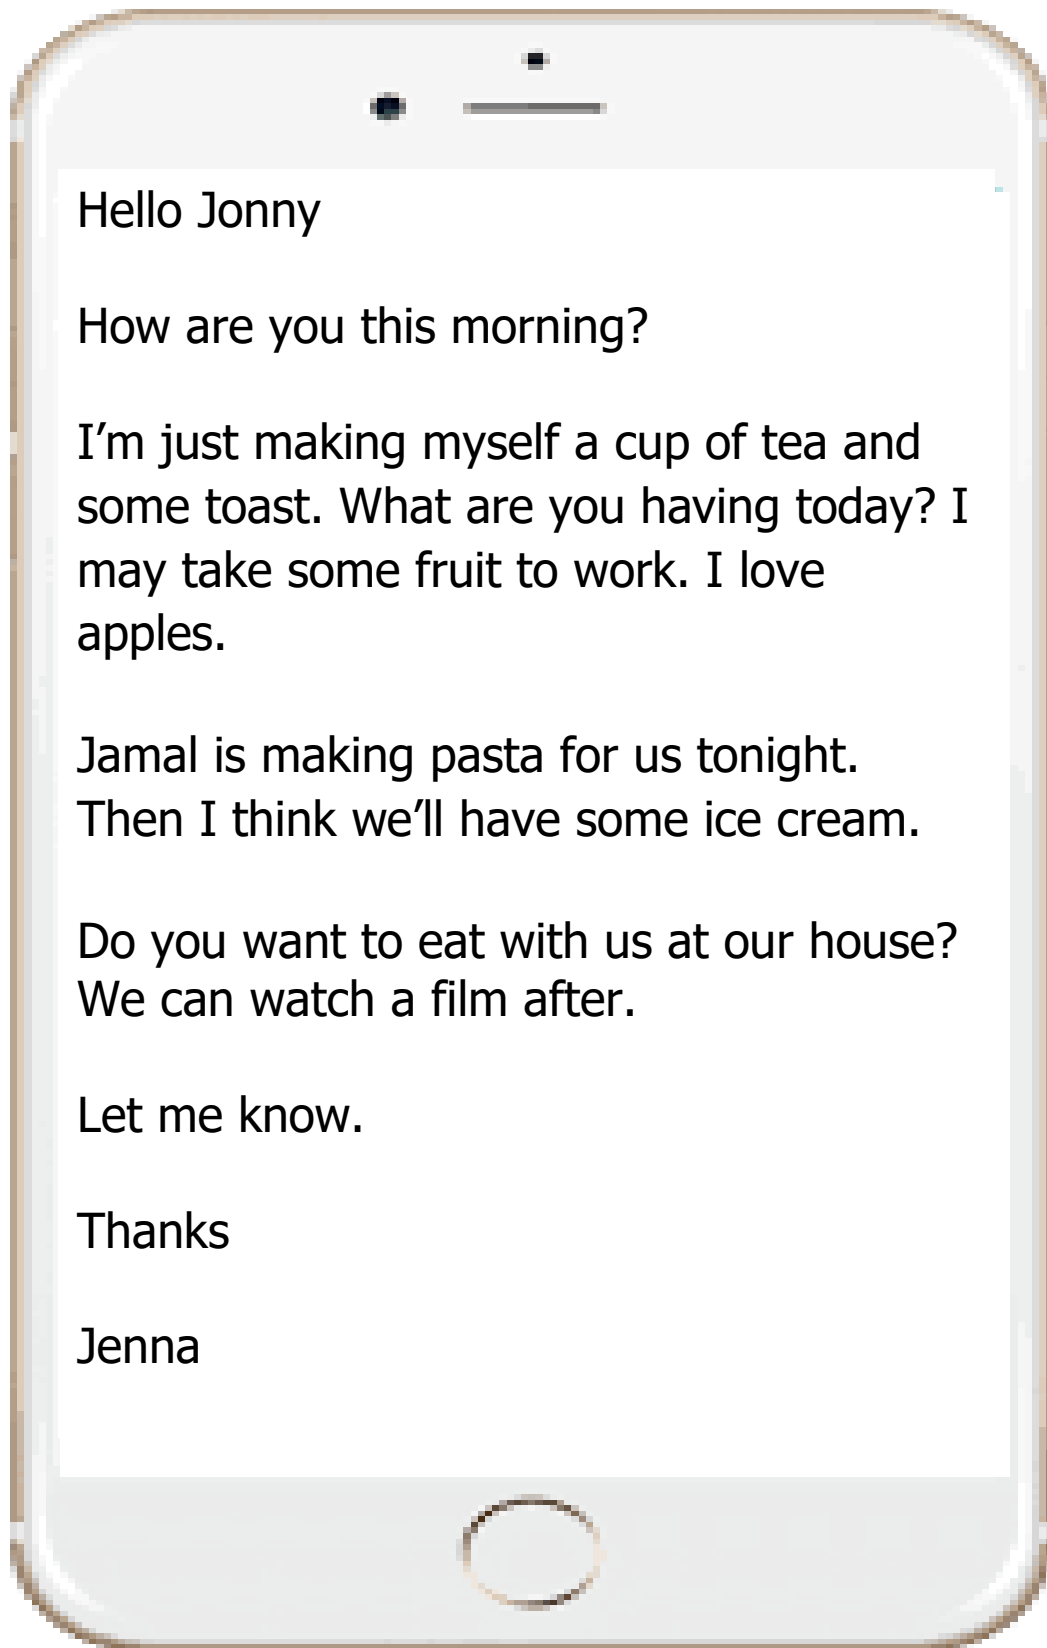 Hello Jonny
How are you this morning?
I’m just making myself a cup of tea and
some toast. What are you having today? I
may take some fruit to work. I love
apples.
Jamal is making pasta for us tonight.
Then I think we’ll have some ice cream.
Do you want to eat with us at our house?
We can watch a film after.
Let me know.
Thanks
Jenna